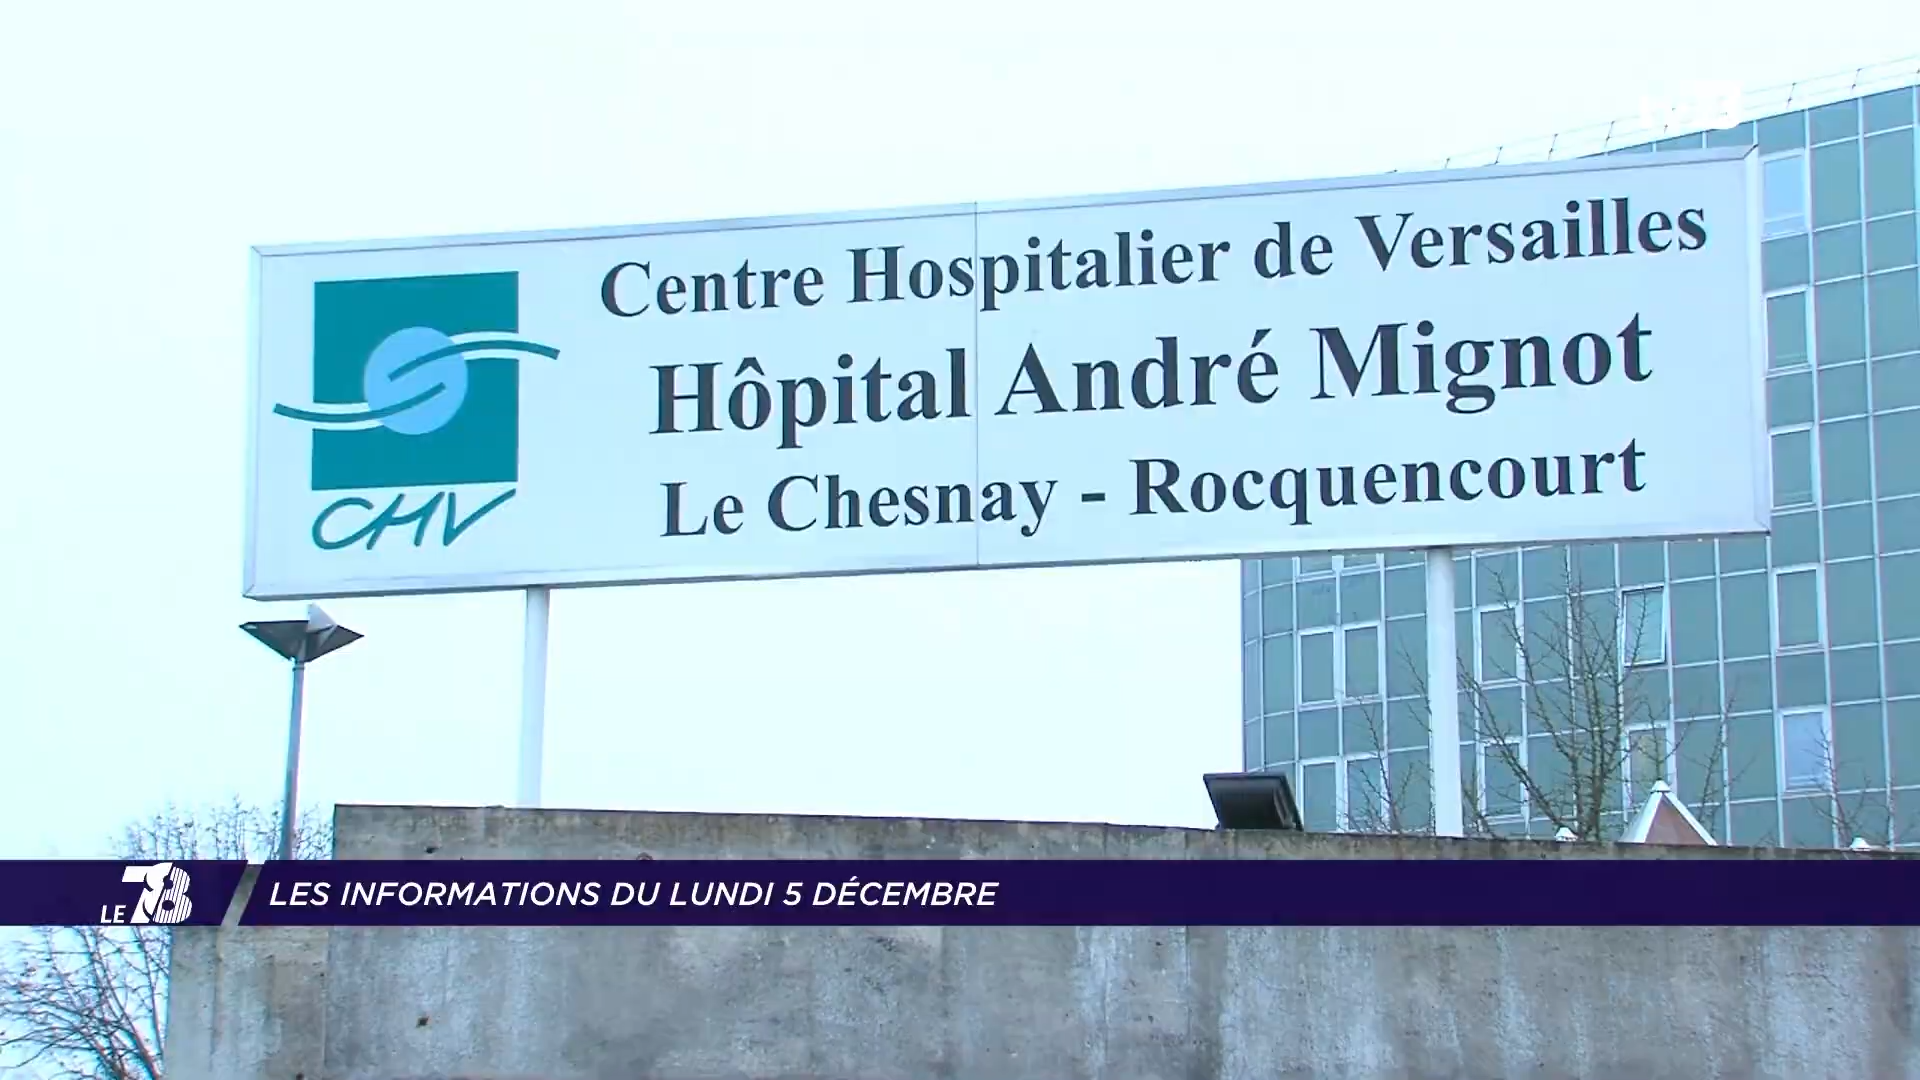 Centre Hospitalier de Versailles
Hôpital André Mignot
Le Chesnay - Rocquencourt
CHV
LE 78
LES INFORMATIONS DU LUNDI 5 DÉCEMBRE